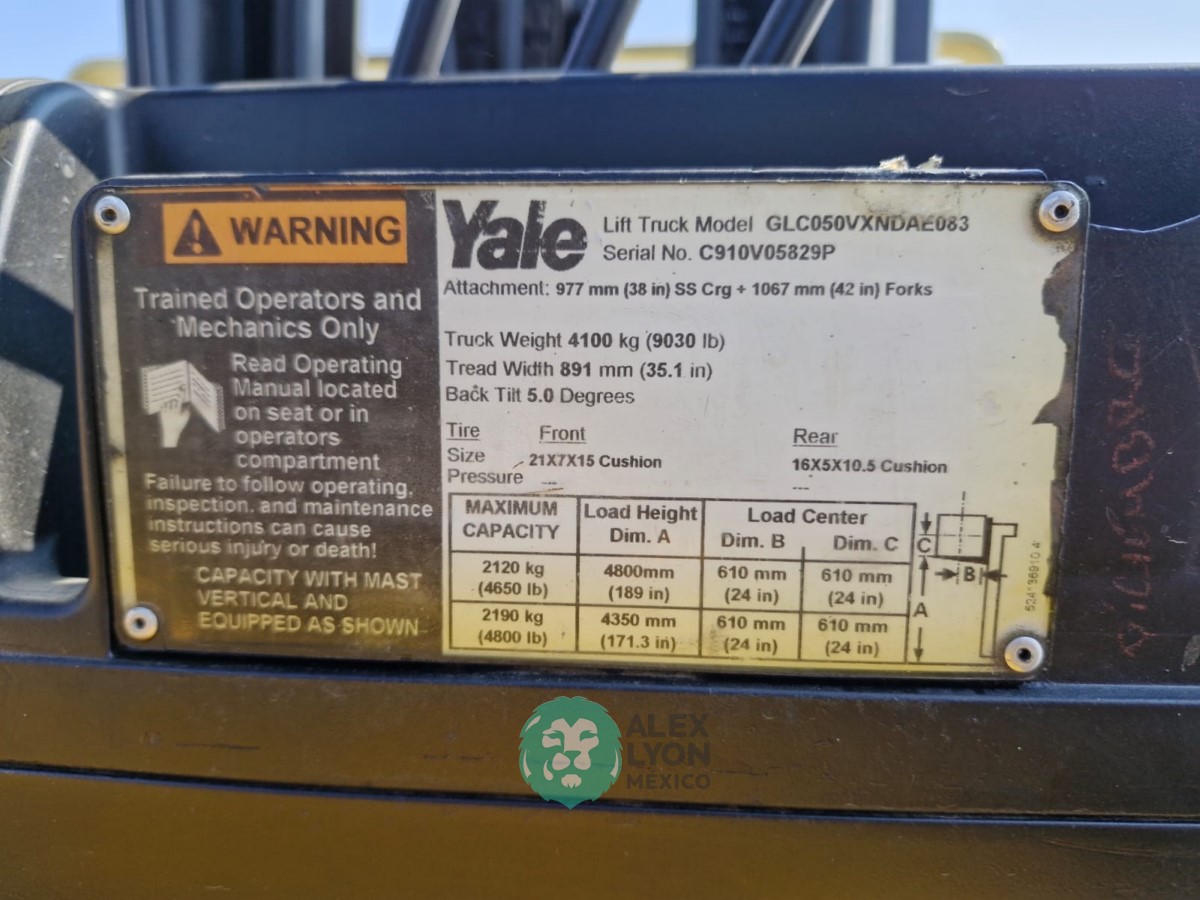 WARNING
Trained Operators and
Mechanics Only
Read Operating
Manual located
on seat or in
operators
compartment
Failure to follow operating,
inspection, and maintenance
instructions can cause
serious injury or death!
CAPACITY WITH MAST
VERTICAL AND
EQUIPPED AS SHOWN
Yale
Lift Truck Model GLC050VXNDAE083
Serial No. C910V05829P
Attachment: 977 mm (38 in) SS Crg + 1067 mm (42 in) Forks
Truck Weight 4100 kg (9030 lb)
Tread Width 891 mm (35.1 in)
Back Tilt 5.0 Degrees
Tire Front Rear
Size 21X7X15 Cushion 16X5X10.5 Cushion
Pressure --- ---
MAXIMUM CAPACITY Load Height Dim. A Load Center Dim. B Dim. C
2120 kg (4650 lb) 4800mm (189 in) 610 mm (24 in) 610 mm (24 in)
2190 kg (4800 lb) 4350 mm (171.3 in) 610 mm (24 in) 610 mm (24 in)
C
B
A
ALEX
LYON
MÉXICO